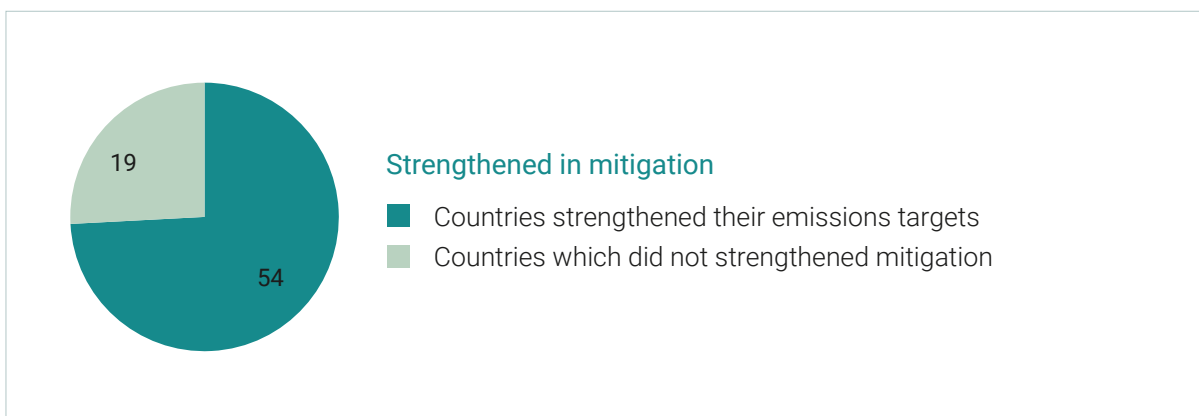 19
54
Strengthened in mitigation
Countries strengthened their emissions targets
Countries which did not strengthened mitigation